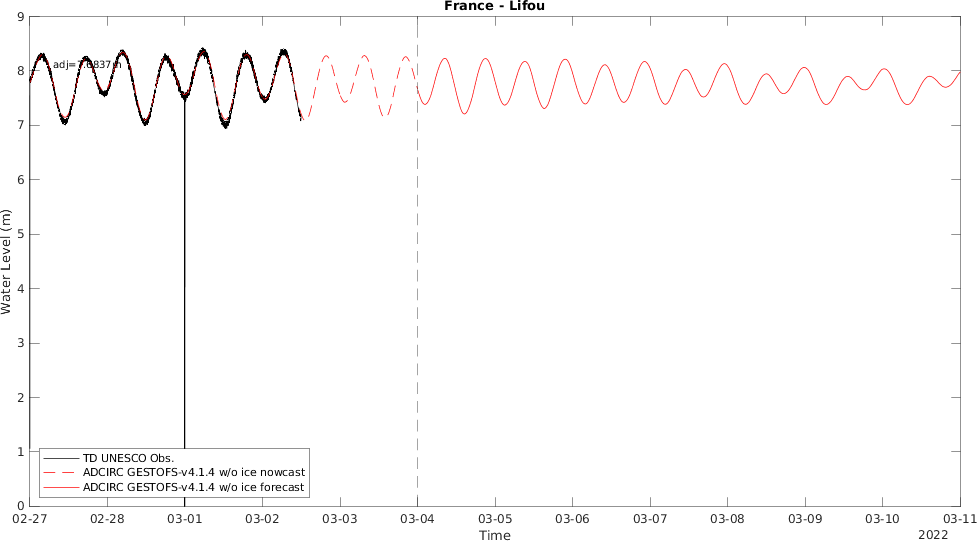 France - Lifou
9
8
7
6
5
4
3
2
1
0
Water Level (m)
TD UNESCO Obs.
ADCIRC GESTOFS-v4.1.4 w/o ice nowcast
ADCIRC GESTOFS-v4.1.4 w/o ice forecast
02-27 02-28 03-01 03-02 03-03 03-04 03-05 03-06 03-07 03-08 03-09 03-10 03-11
Time
2022